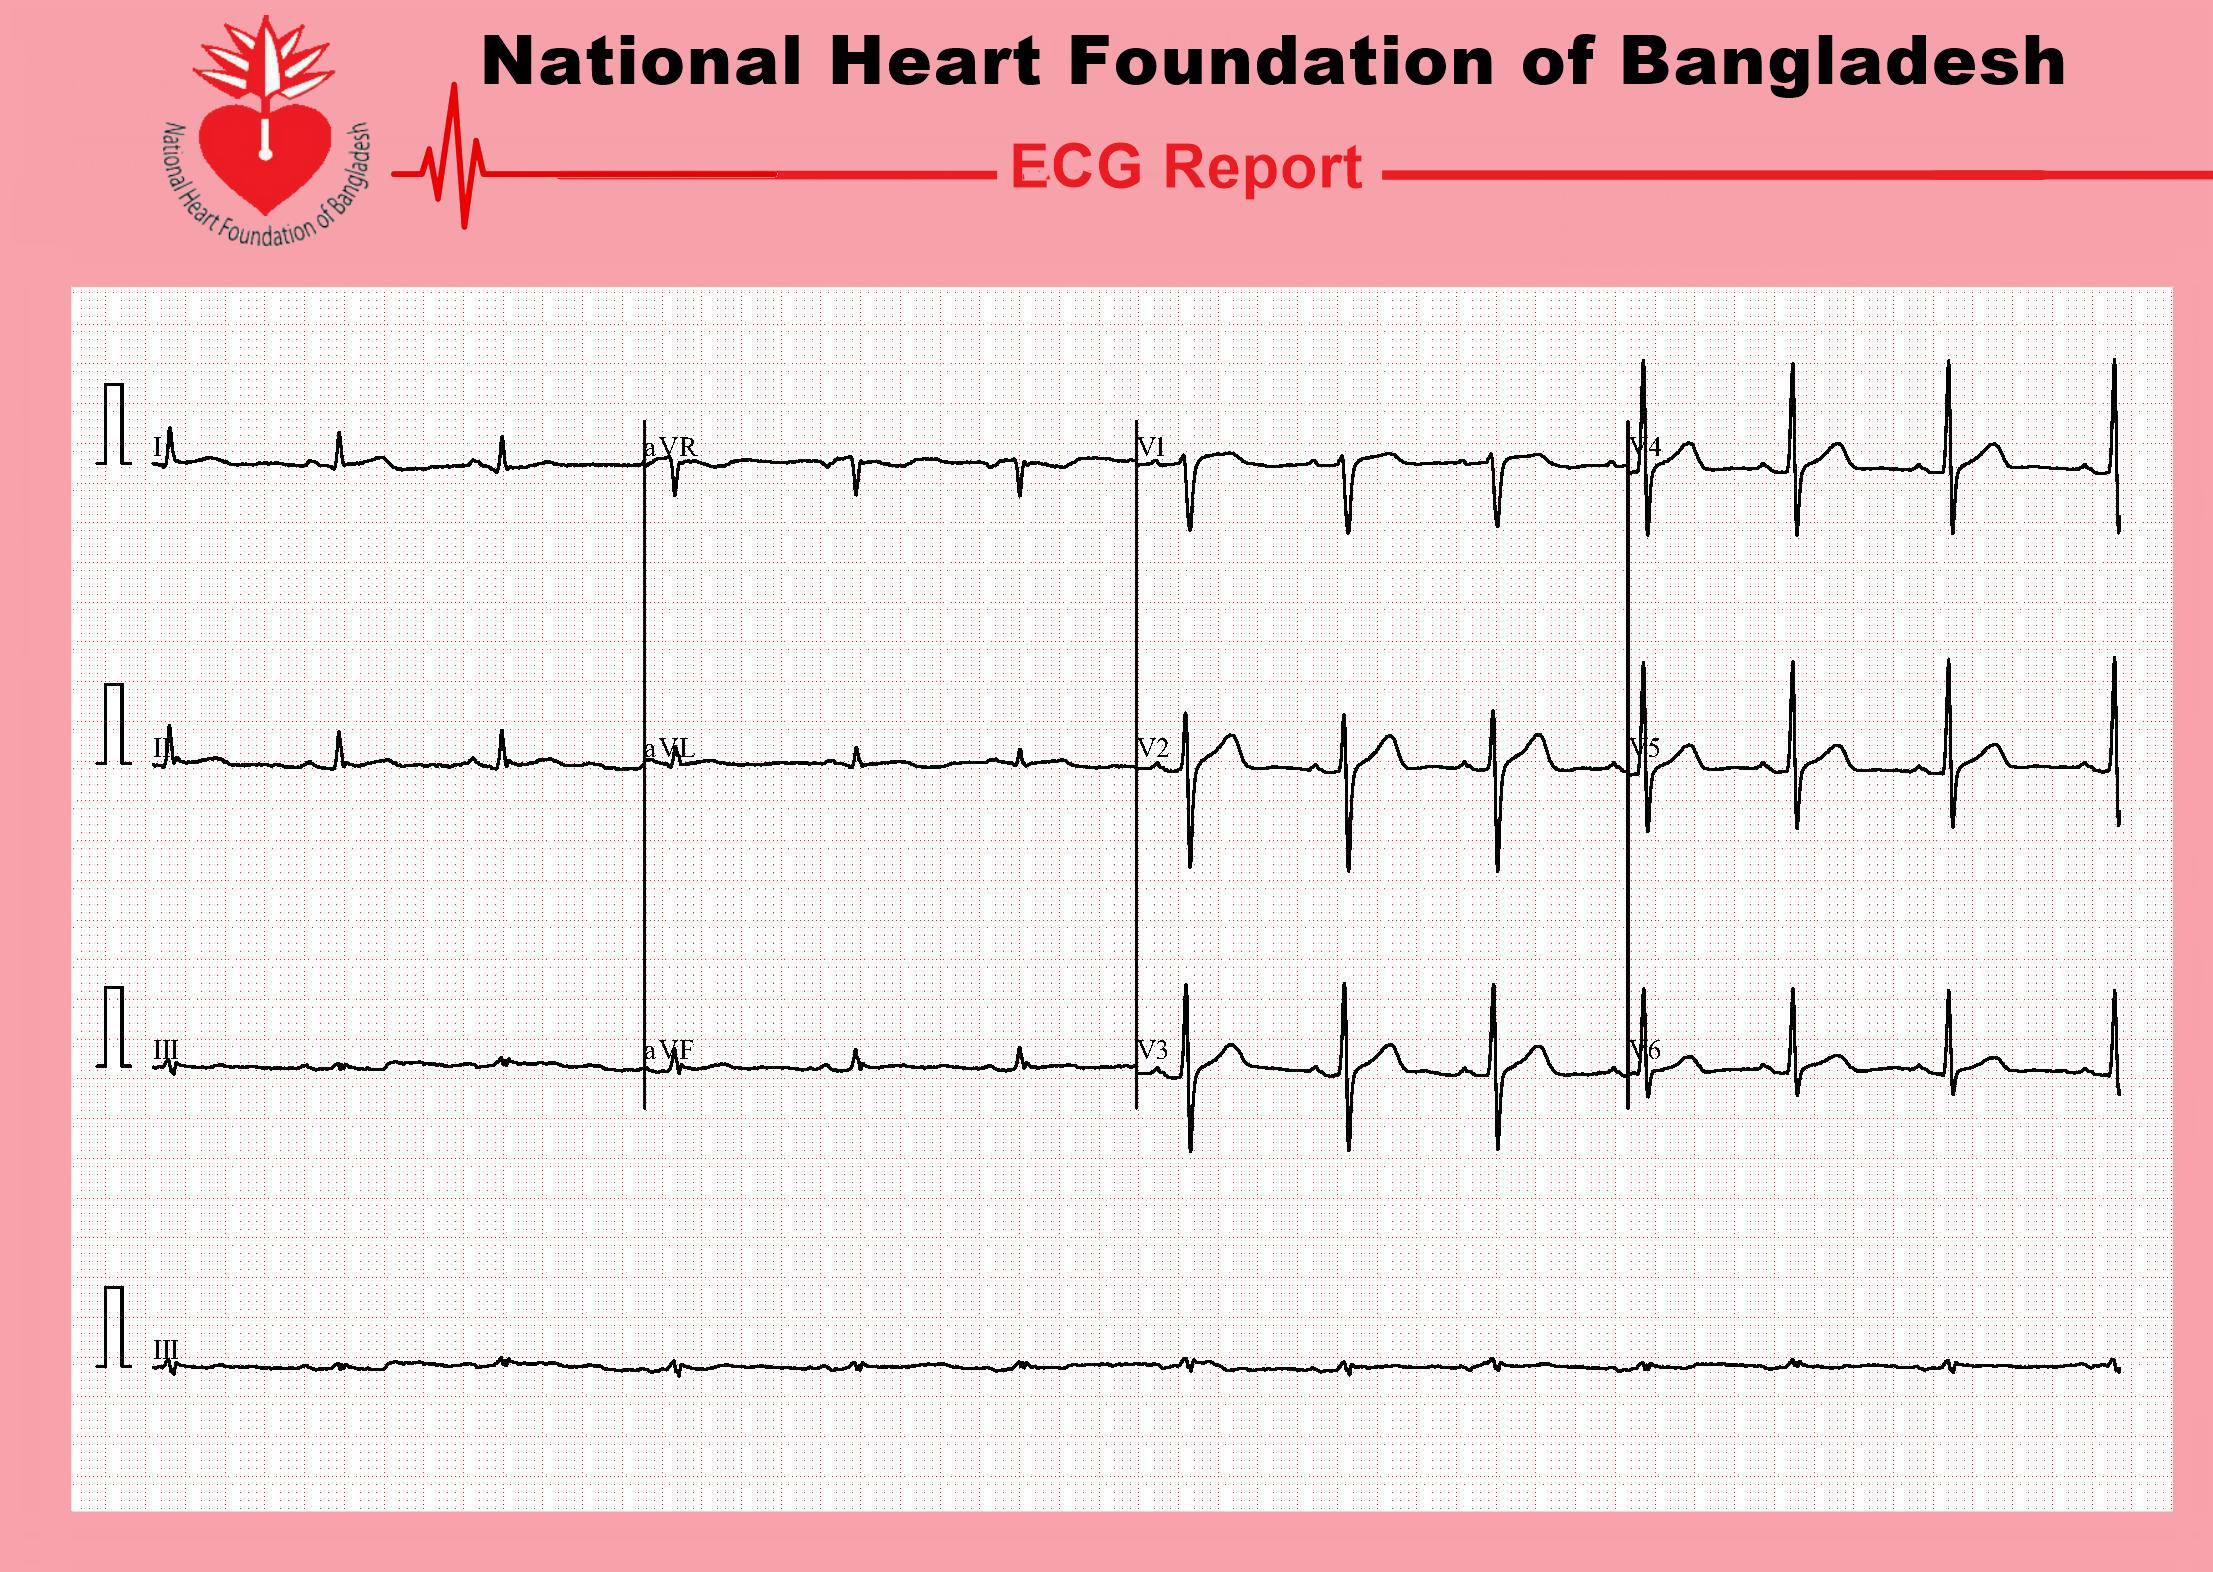 National Heart Foundation of Bangladesh
National Heart Foundation of Bangladesh
ECG Report
I aVR V1 V4
II aVL V2 V5
III aVF V3 V6
III